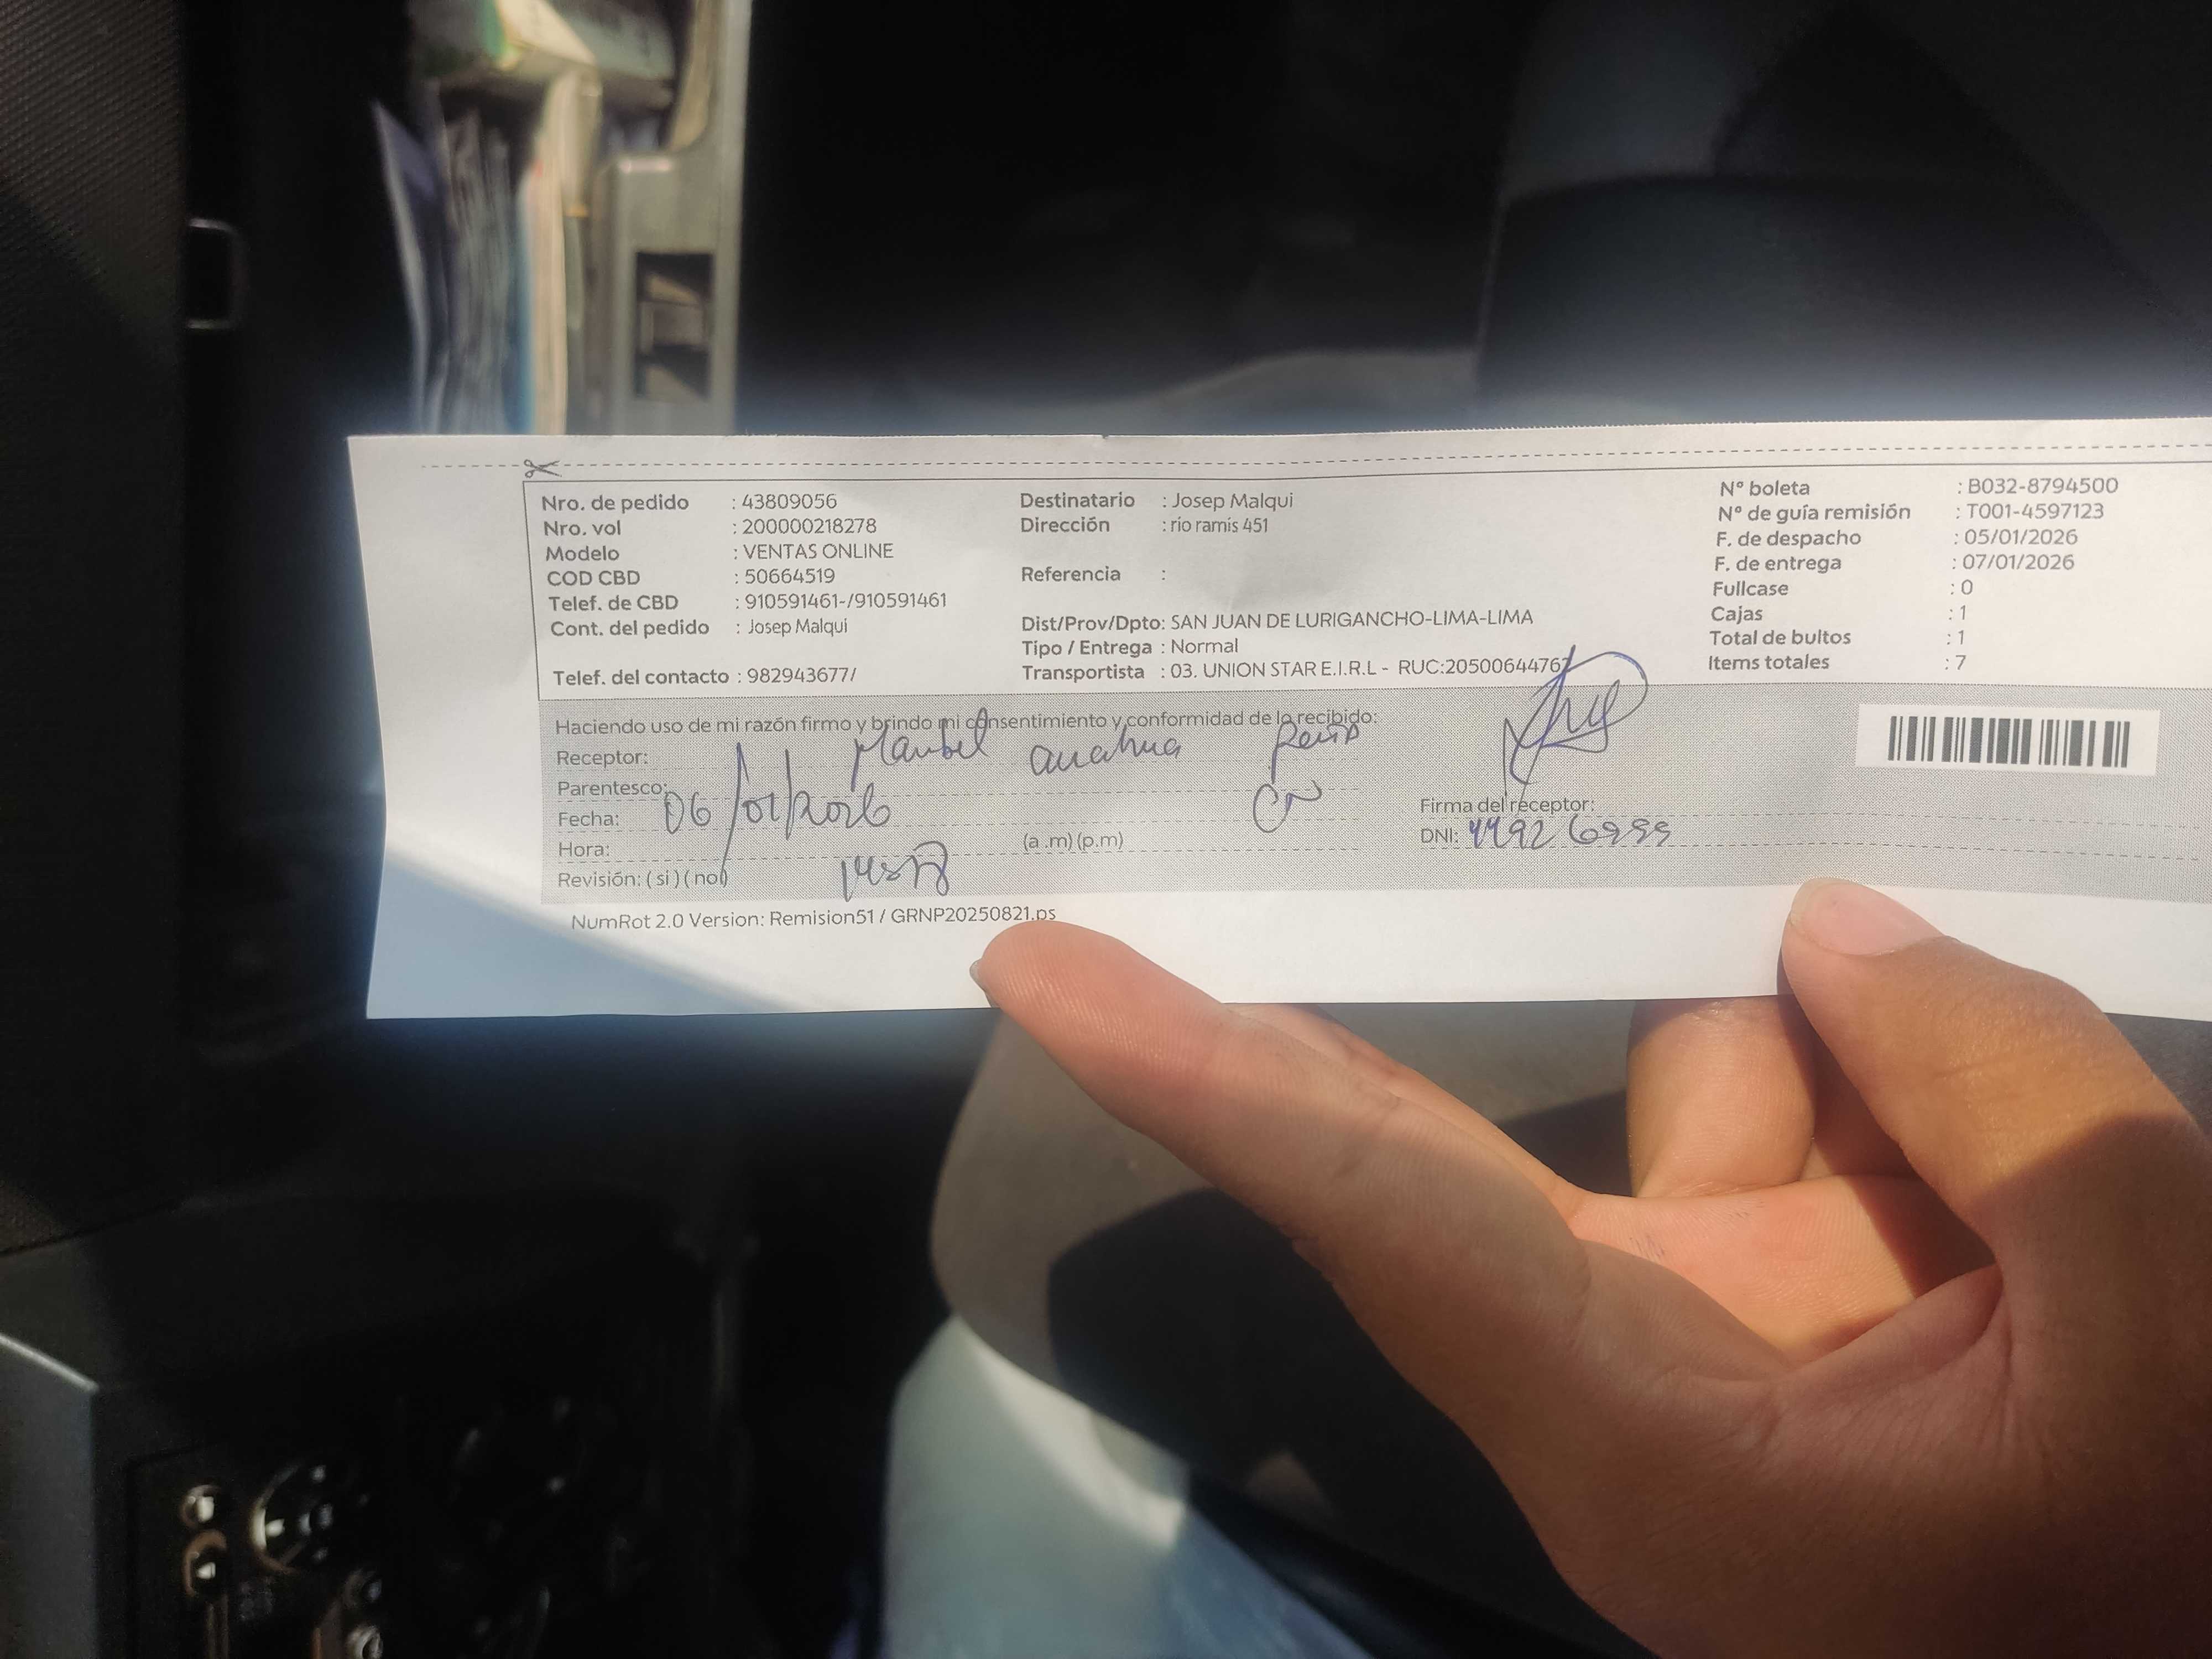 Nro. de pedido : 43809056
Nro. vol : 200000218278
Modelo : VENTAS ONLINE
COD CBD : 50664519
Telef. de CBD : 910591461-/910591461
Cont. del pedido : Josep Malqui
Telef. del contacto : 982943677/
Destinatario : Josep Malqui
Dirección : rio ramis 451
Referencia :
Dist/Prov/Dpto: SAN JUAN DE LURIGANCHO-LIMA-LIMA
Tipo / Entrega : Normal
Transportista : 03. UNION STAR E.I.R.L - RUC:20500644762
N° boleta : B032-8794500
N° de guía remisión : T001-4597123
F. de despacho : 05/01/2026
F. de entrega : 07/01/2026
Fullcase : 0
Cajas : 1
Total de bultos : 1
Items totales : 7
Haciendo uso de mi razón firmo y brindo mi consentimiento y conformidad de lo recibido:
Receptor:
Parentesco:
Fecha: 06/01/2026
Hora: (a .m) (p.m)
Revisión: ( si ) ( no )
Firma del receptor:
DNI:
NumRot 2.0 Version: Remision51 / GRNP20250821.ps